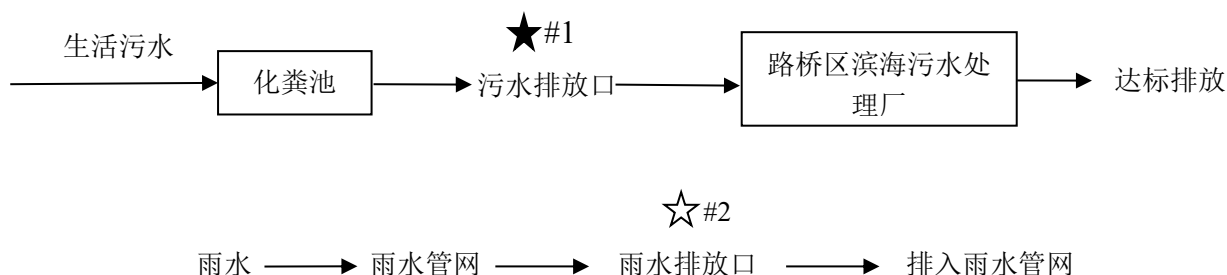 ★#1
生活污水
化粪池
污水排放口
路桥区滨海污水处
理厂
达标排放
☆#2
雨水
雨水管网
雨水排放口
排入雨水管网